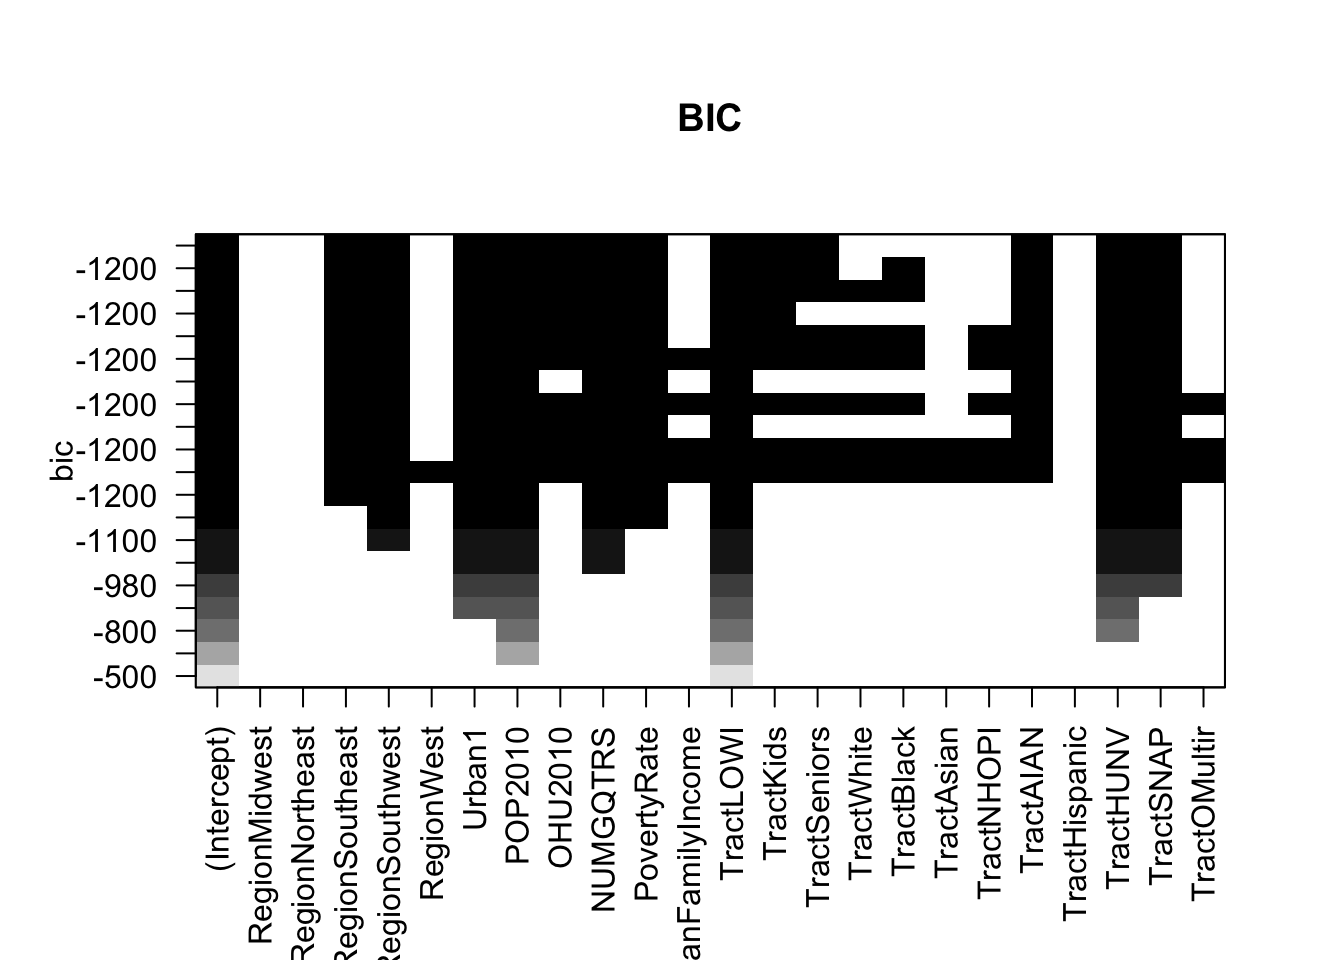 BIC
bic
-1200
-1200
-1200
-1200
-1200
-1200
-1100
-980
-800
-500
(Intercept)
RegionMidwest
RegionNortheast
RegionSoutheast
RegionSouthwest
RegionWest
Urban1
POP2010
OHU2010
NUMGQTRS
PovertyRate
anFamilyIncome
TractLOWI
TractKids
TractSeniors
TractWhite
TractBlack
TractAsian
TractNHOPI
TractAIAN
TractHispanic
TractHUNV
TractSNAP
TractOMultir